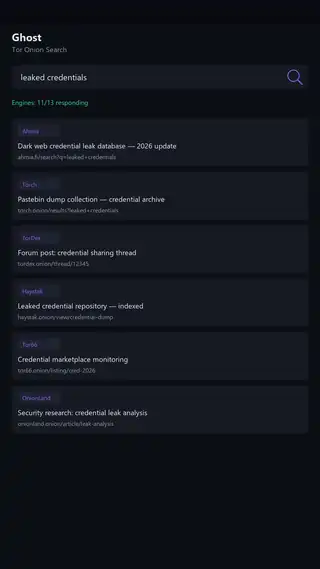 Ghost
Tor Onion Search
leaked credentials
Engines: 11/13 responding
Ahmia
Dark web credential leak database — 2026 update
ahmia.fi/search?q=leaked+credentials
Torch
Pastebin dump collection — credential archive
torch.onion/results?leaked+credentials
TorDex
Forum post: credential sharing thread
tordex.onion/thread/12345
Haystak
Leaked credential repository — indexed
haystak.onion/view/credential-dump
Tor66
Credential marketplace monitoring
tor66.onion/listing/cred-2026
OnionLand
Security research: credential leak analysis
onionland.onion/article/leak-analysis